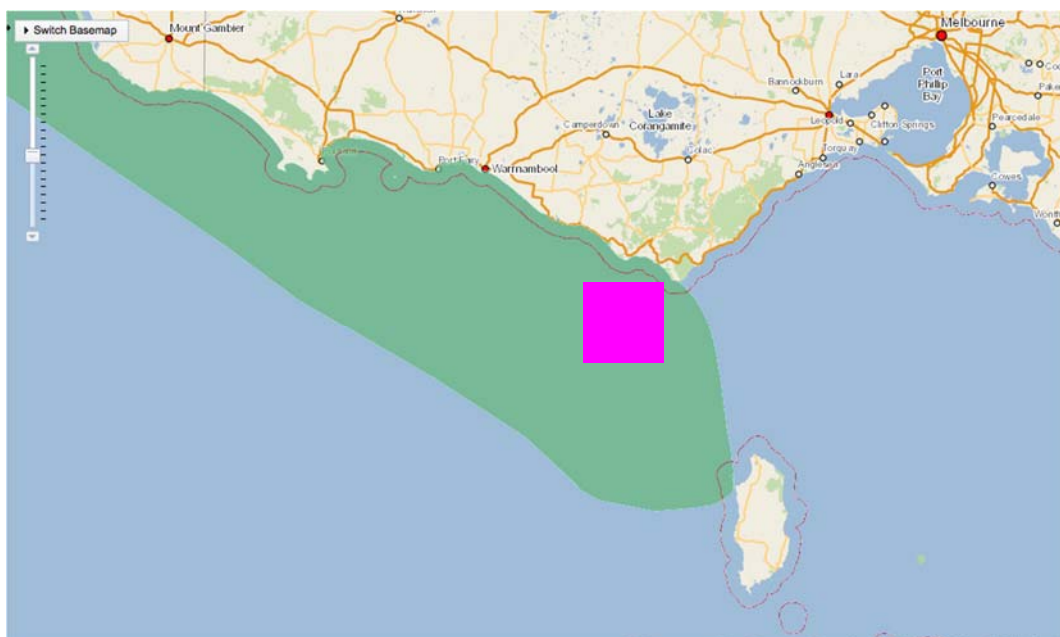 Switch Basemap
Mount Gambier
Melbourne
Bannockburn
Lara
Port
Phillip
Bay
Lake
Corangamite
Camperdown
Leopold
Clifton Springs
Pearcedale
Colac
Torquay
Anglesea
Cowes
Port Fairy
Warrnambool